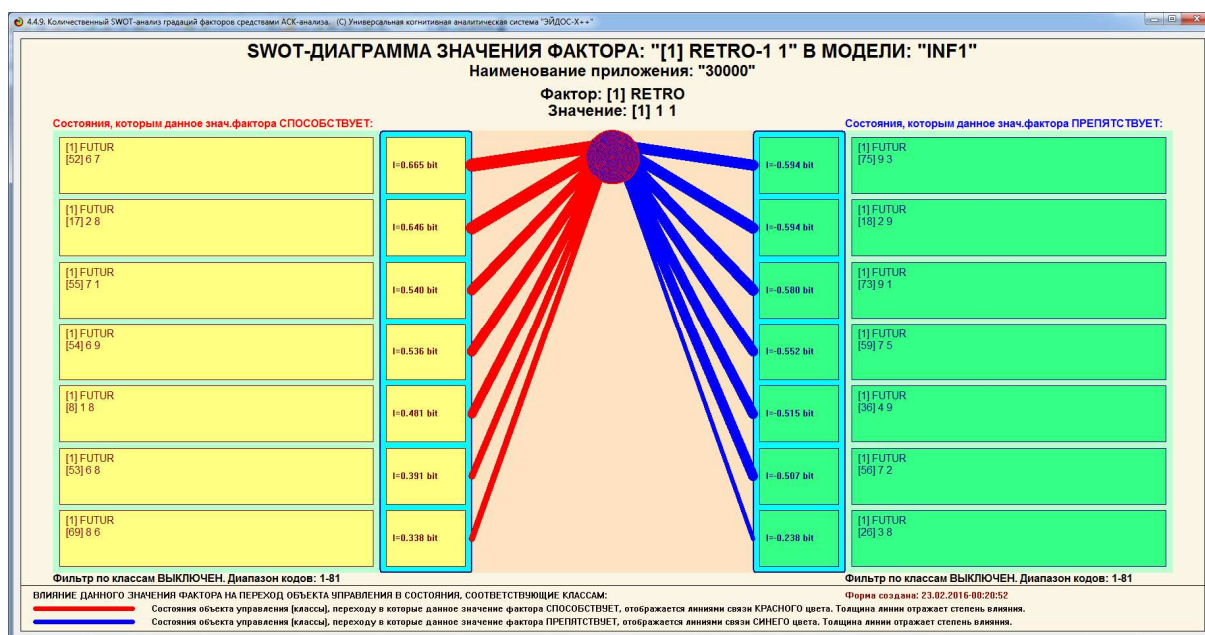 4.4.9. Количественный SWOT-анализ градаций факторов средствами АСК-анализа. (C) Универсальная когнитивная аналитическая система "ЭЙДОС-X++"
SWOT-ДИАГРАММА ЗНАЧЕНИЯ ФАКТОРА: "[1] RETRO-1 1" В МОДЕЛИ: "INF1"
Наименование приложения: "30000"
Фактор: [1] RETRO
Значение: [1] 1 1
Состояния, которым данное знач.фактора СПОСОБСТВУЕТ:
Состояния, которым данное знач.фактора ПРЕПЯТСТВУЕТ:
[1] FUTUR
[52] 6 7
I=0.665 bit
I=-0.594 bit
[1] FUTUR
[75] 9 3
[1] FUTUR
[17] 2 8
I=0.646 bit
I=-0.594 bit
[1] FUTUR
[18] 2 9
[1] FUTUR
[55] 7 1
I=0.540 bit
I=-0.580 bit
[1] FUTUR
[73] 9 1
[1] FUTUR
[54] 6 9
I=0.536 bit
I=-0.552 bit
[1] FUTUR
[59] 7 5
[1] FUTUR
[8] 1 8
I=0.481 bit
I=-0.515 bit
[1] FUTUR
[36] 4 9
[1] FUTUR
[53] 6 8
I=0.391 bit
I=-0.507 bit
[1] FUTUR
[56] 7 2
[1] FUTUR
[69] 8 6
I=0.338 bit
I=-0.238 bit
[1] FUTUR
[26] 3 8
Фильтр по классам ВЫКЛЮЧЕН. Диапазон кодов: 1-81
Фильтр по классам ВЫКЛЮЧЕН. Диапазон кодов: 1-81
ВЛИЯНИЕ ДАННОГО ЗНАЧЕНИЯ ФАКТОРА НА ПЕРЕХОД ОБЪЕКТА УПРАВЛЕНИЯ В СОСТОЯНИЯ, СООТВЕТСТВУЮЩИЕ КЛАССАМ:
Форма создана: 23.02.2016-00:20:52
Состояния объекта управления (классы), переходу в которые данное значение фактора СПОСОБСТВУЕТ, отображается линиями связи КРАСНОГО цвета. Толщина линии отражает степень влияния.
Состояния объекта управления (классы), переходу в которые данное значение фактора ПРЕПЯТСТВУЕТ, отображается линиями связи СИНЕГО цвета. Толщина линии отражает степень влияния.